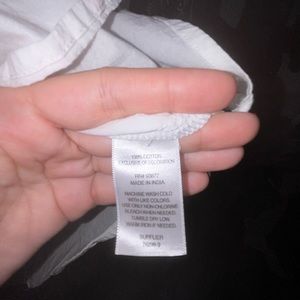 100% COTTON
EXCLUSIVE OF DECORATION
RN# 93677
MADE IN INDIA
MACHINE WASH COLD
WITH LIKE COLORS.
USE ONLY NON-CHLORINE
BLEACH WHEN NEEDED.
TUMBLE DRY LOW.
WARM IRON IF NEEDED.
SUPPLIER